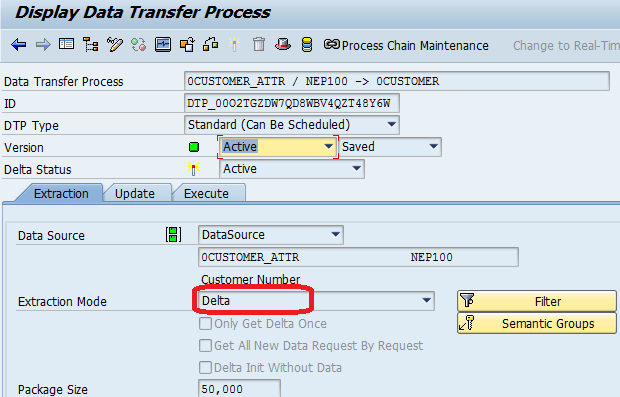 Display Data Transfer Process
Process Chain Maintenance Change to Real-Tim
Data Transfer Process 0CUSTOMER_ATTR / NEP100 -> 0CUSTOMER
ID DTP_00O2TGZDW7QD8WBV4QZT48Y6W
DTP Type Standard (Can Be Scheduled)
Version Active Saved
Delta Status Active
Extraction Update Execute
Data Source DataSource
0CUSTOMER_ATTR NEP100
Customer Number
Extraction Mode Delta Filter
Only Get Delta Once Semantic Groups
Get All New Data Request By Request
Delta Init Without Data
Package Size 50,000